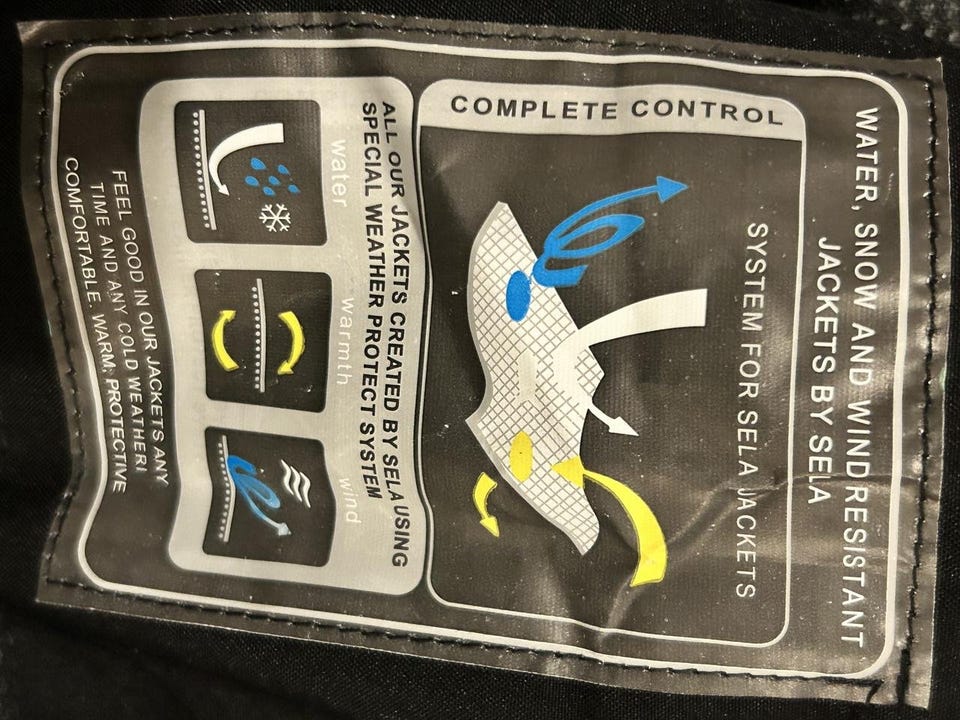 WATER, SNOW AND WIND RESISTANT
JACKETS BY SELA
SYSTEM FOR SELA JACKETS
COMPLETE CONTROL
ALL OUR JACKETS CREATED BY SELA USING
SPECIAL WEATHER PROTECT SYSTEM
water warmth wind
FEEL GOOD IN OUR JACKETS ANY
TIME AND ANY COLD WEATHER!
COMFORTABLE. WARM. PROTECTIVE